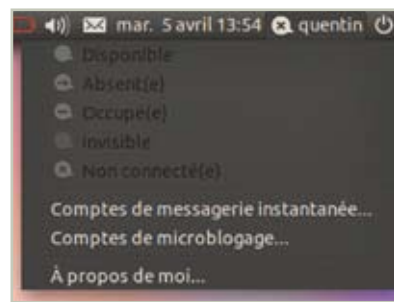 mar. 5 avril 13:54 quentin
Disponible
Absent(e)
Occupé(e)
Invisible
Non connecté(e)
Comptes de messagerie instantanée...
Comptes de microblogage...
À propos de moi...